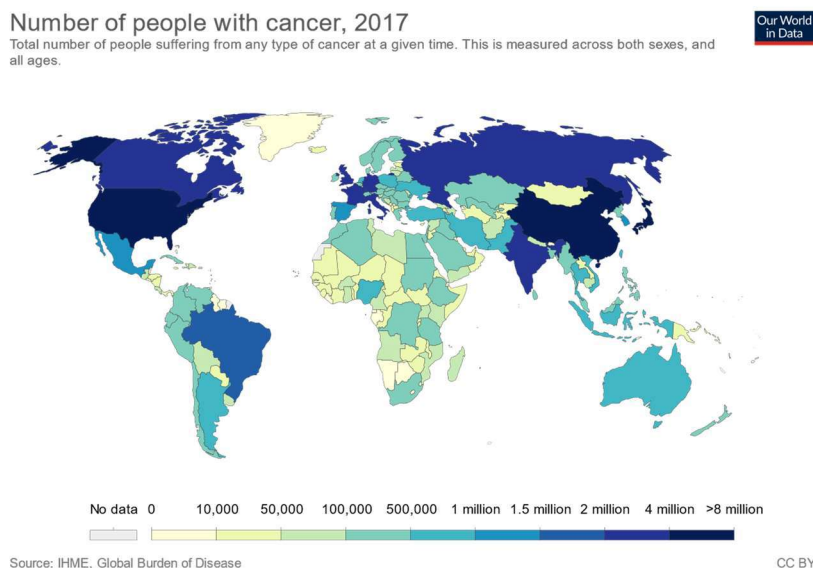 Number of people with cancer, 2017
Total number of people suffering from any type of cancer at a given time. This is measured across both sexes, and
all ages.
Our World
in Data
No data 0 10,000 50,000 100,000 500,000 1 million 1.5 million 2 million 4 million >8 million
Source: IHME, Global Burden of Disease CC BY